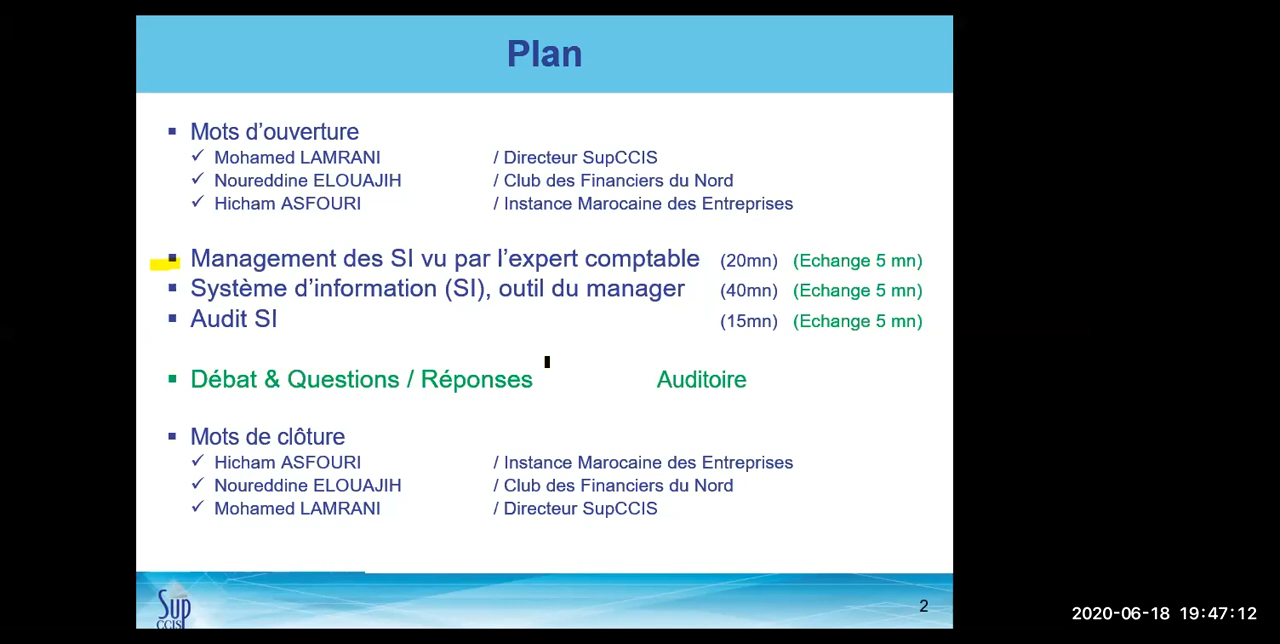 Plan
Mots d'ouverture
Mohamed LAMRANI / Directeur SupCCIS
Noureddine ELOUAJIH / Club des Financiers du Nord
Hicham ASFOURI / Instance Marocaine des Entreprises
Management des SI vu par l'expert comptable (20mn) (Echange 5 mn)
Système d'information (SI), outil du manager (40mn) (Echange 5 mn)
Audit SI (15mn) (Echange 5 mn)
Débat & Questions / Réponses Auditoire
Mots de clôture
Hicham ASFOURI / Instance Marocaine des Entreprises
Noureddine ELOUAJIH / Club des Financiers du Nord
Mohamed LAMRANI / Directeur SupCCIS
Sup
CCIS
2
2020-06-18 19:47:12